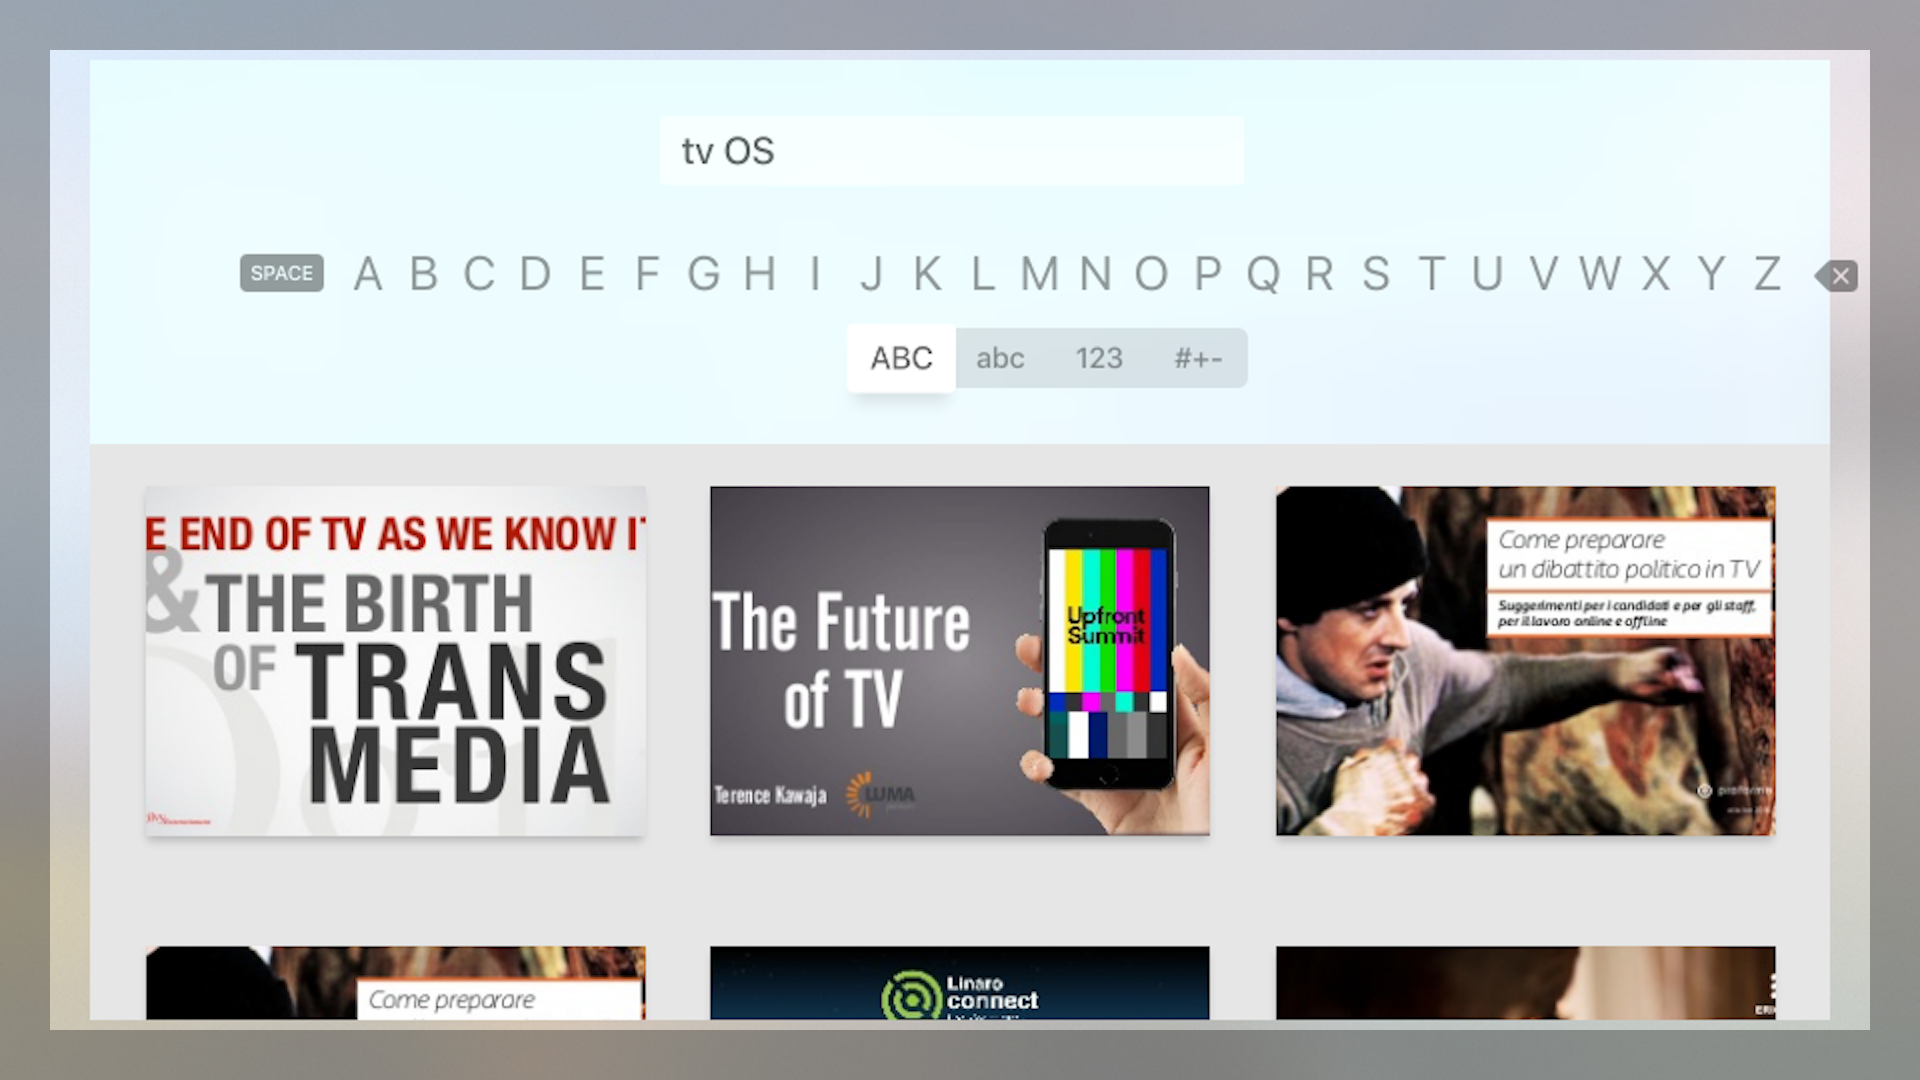 tv OS
SPACE A B C D E F G H I J K L M N O P Q R S T U V W X Y Z
ABC abc 123 #+-
E END OF TV AS WE KNOW IT
& THE BIRTH
OF TRANS
MEDIA
The Future
of TV
Terence Kawaja LUMA
Upfront
Summit
Come preparare
un dibattito politico in TV
Suggerimenti per i candidati e per gli staff,
per il lavoro online e offline
proforma
Come preparare
Linaro
connect